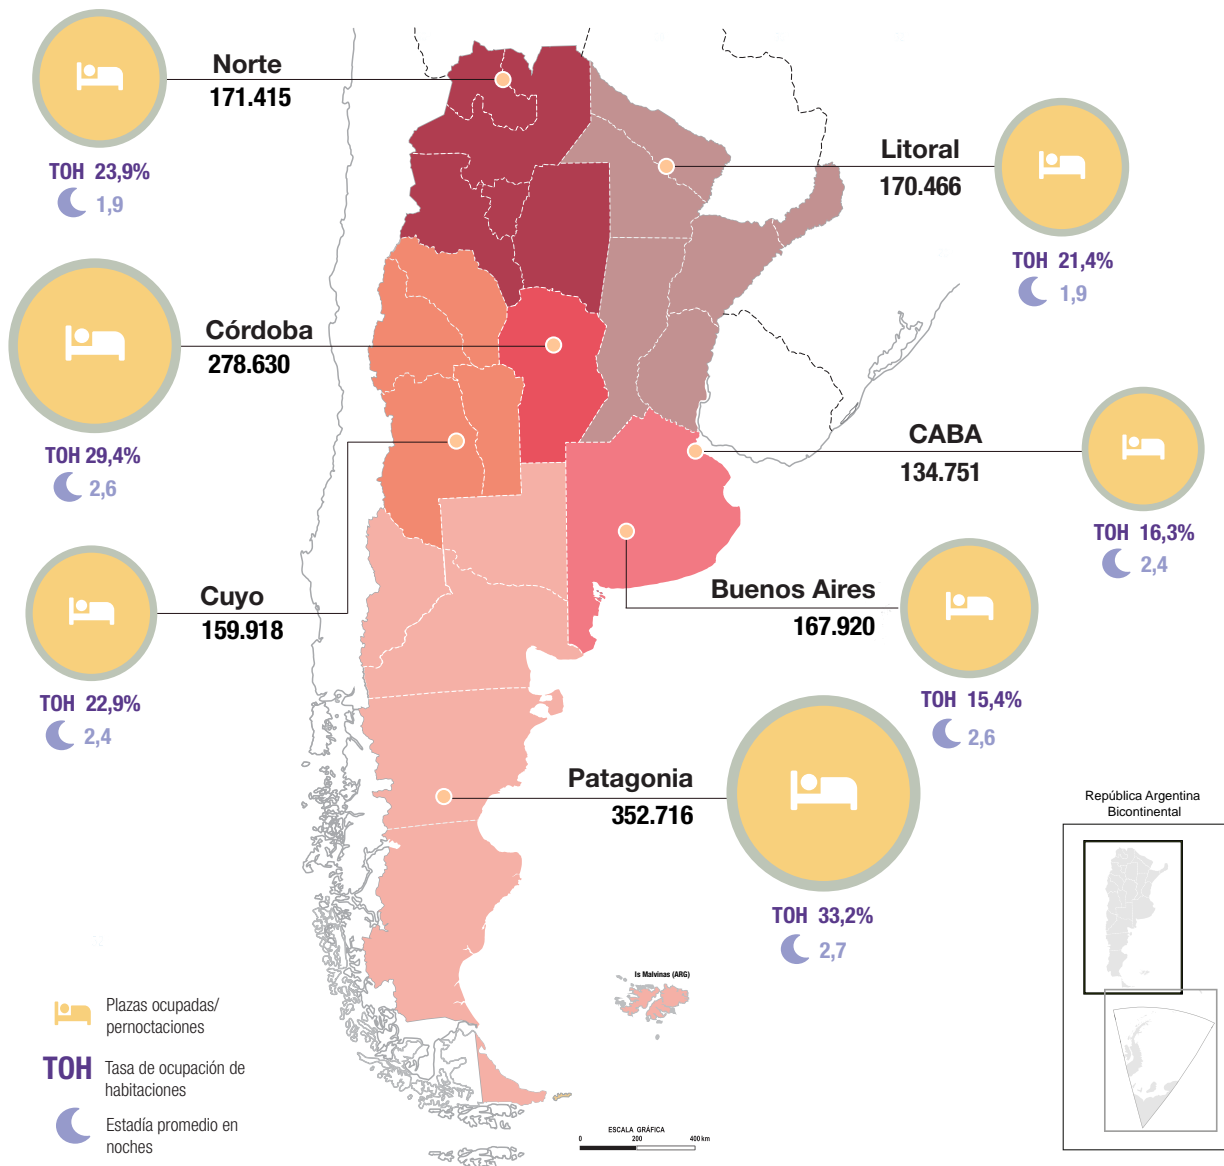 Norte
171.415
TOH 23,9%
1,9
Litoral
170.466
TOH 21,4%
1,9
Córdoba
278.630
TOH 29,4%
2,6
CABA
134.751
TOH 16,3%
2,4
Cuyo
159.918
TOH 22,9%
2,4
Buenos Aires
167.920
TOH 15,4%
2,6
Patagonia
352.716
TOH 33,2%
2,7
República Argentina
Bicontinental
Is Malvinas (ARG)
Plazas ocupadas/
pernoctaciones
TOH Tasa de ocupación de
habitaciones
Estadía promedio en
noches
ESCALA GRÁFICA
0 200 400 km